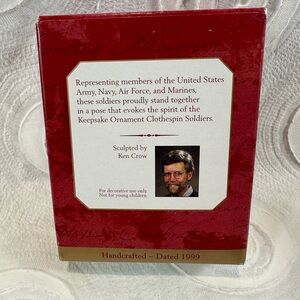 Representing members of the United States
Army, Navy, Air Force, and Marines,
these soldiers proudly stand together
in a pose that evokes the spirit of the
Keepsake Ornament Clothespin Soldiers.
Sculpted by
Ken Crow
For decorative use only.
Not for young children.
Handcrafted – Dated 1999